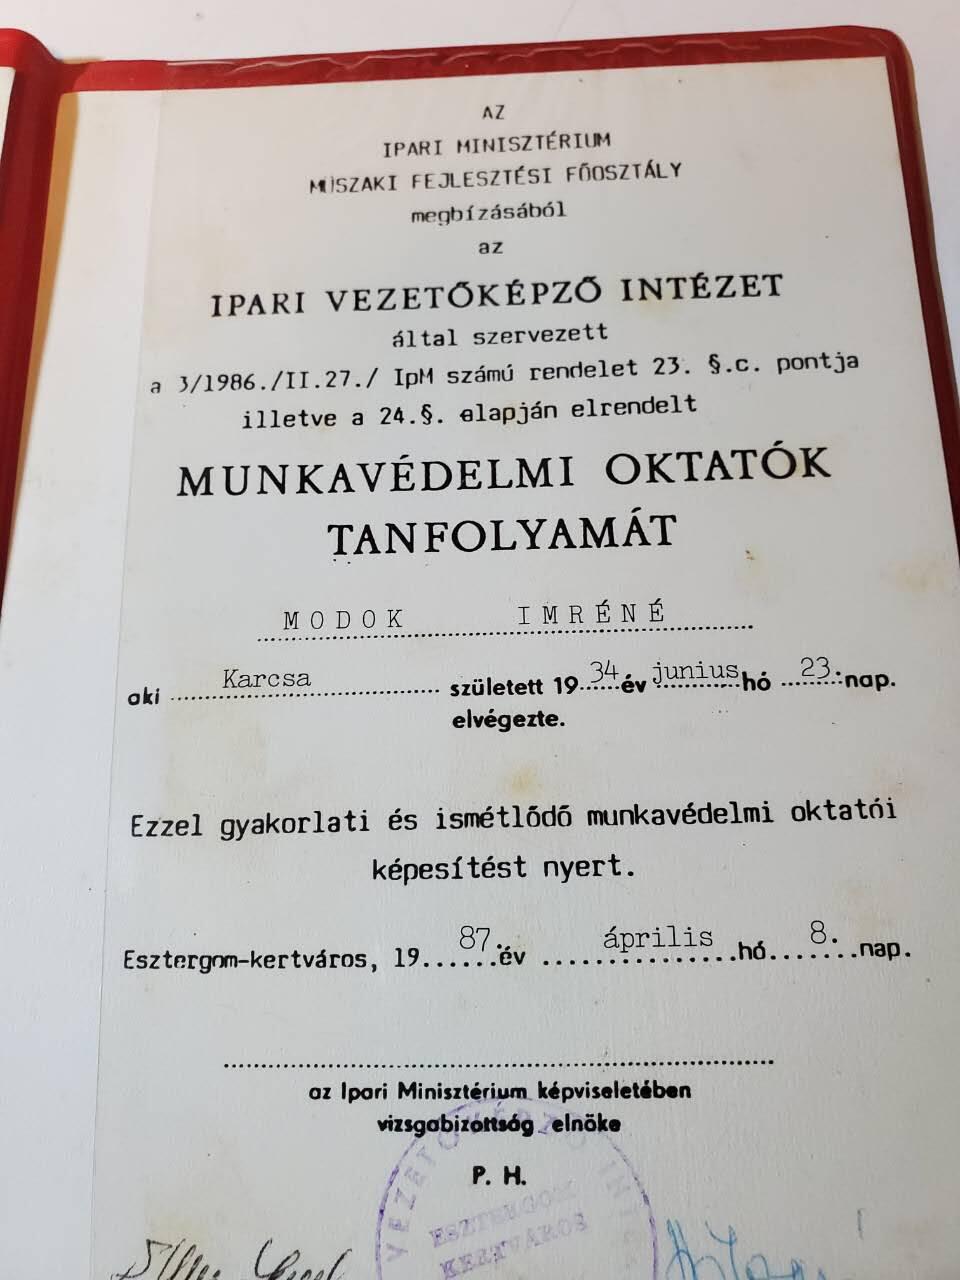 AZ
IPARI MINISZTÉRIUM
MŰSZAKI FEJLESZTÉSI FŐOSZTÁLY
megbízásából
az
IPARI VEZETŐKÉPZŐ INTÉZET
által szervezett
a 3/1986./II.27./ IpM számú rendelet 23. §.c. pontja
illetve a 24.§. alapján elrendelt
MUNKAVÉDELMI OKTATÓK
TANFOLYAMÁT
MODOK IMRÉNÉ
aki Karcsa született 1934 év junius hó 23. nap.
elvégezte.
Ezzel gyakorlati és ismétlődő munkavédelmi oktatói
képesítést nyert.
Esztergom-kertváros, 1987. év április hó 8. nap.
az Ipari Minisztérium képviseletében
vizsgabizottság elnöke
P. H.
VEZETŐKÉPZŐ
ESZTERGOM
KERTVÁROS